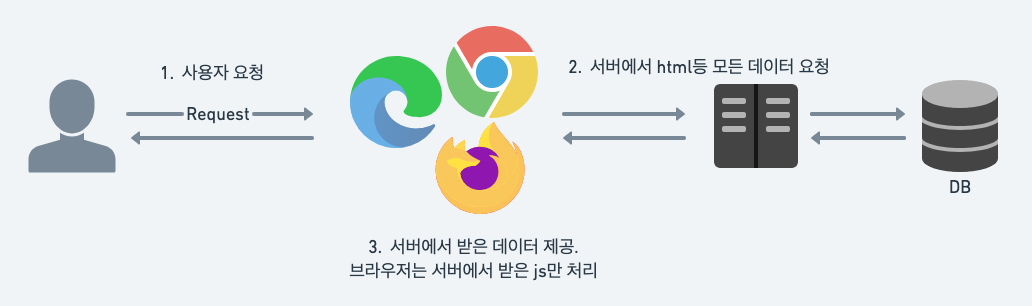 1. 사용자 요청
2. 서버에서 html등 모든 데이터 요청
Request
DB
3. 서버에서 받은 데이터 제공.
브라우저는 서버에서 받은 js만 처리